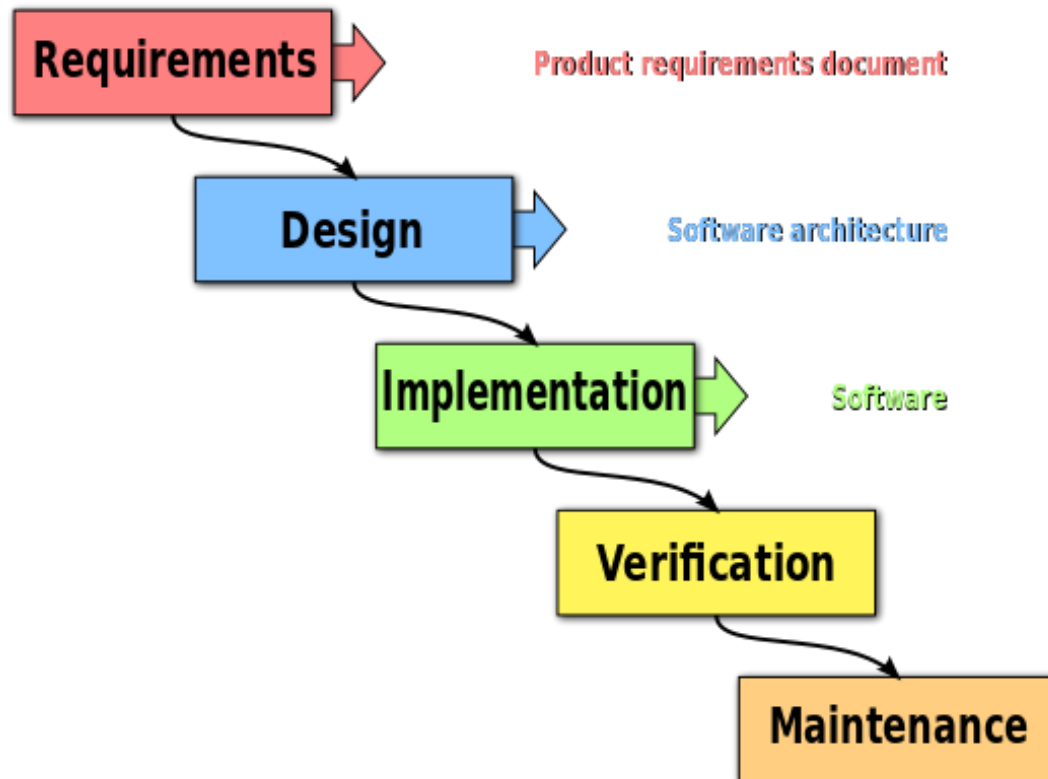 Requirements
Product requirements document
Design
Software architecture
Implementation
Software
Verification
Maintenance